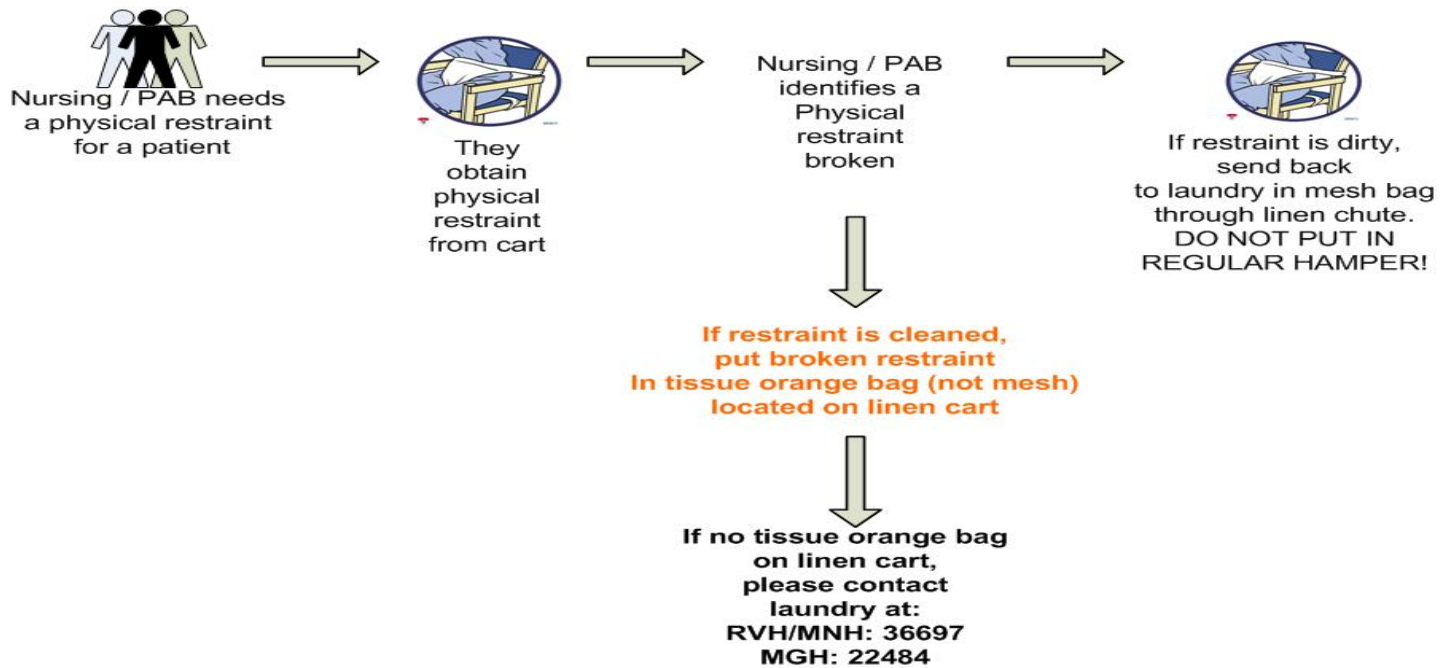 Nursing / PAB needs
a physical restraint
for a patient
They
obtain
physical
restraint
from cart
Nursing / PAB
identifies a
Physical
restraint
broken
If restraint is dirty,
send back
to laundry in mesh bag
through linen chute.
DO NOT PUT IN
REGULAR HAMPER!
If restraint is cleaned,
put broken restraint
In tissue orange bag (not mesh)
located on linen cart
If no tissue orange bag
on linen cart,
please contact
laundry at:
RVH/MNH: 36697
MGH: 22484